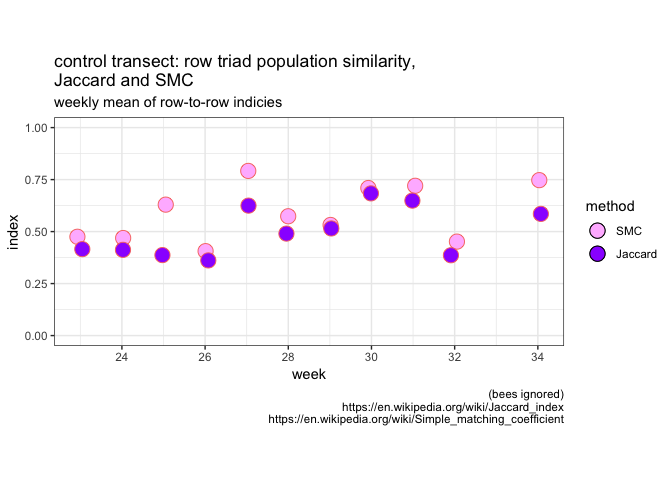 control transect: row triad population similarity,
Jaccard and SMC
weekly mean of row-to-row indicies
1.00
0.75
0.50
0.25
0.00
index
24
26
28
30
32
34
week
method
SMC
Jaccard
(bees ignored)
https://en.wikipedia.org/wiki/Jaccard_index
https://en.wikipedia.org/wiki/Simple_matching_coefficient